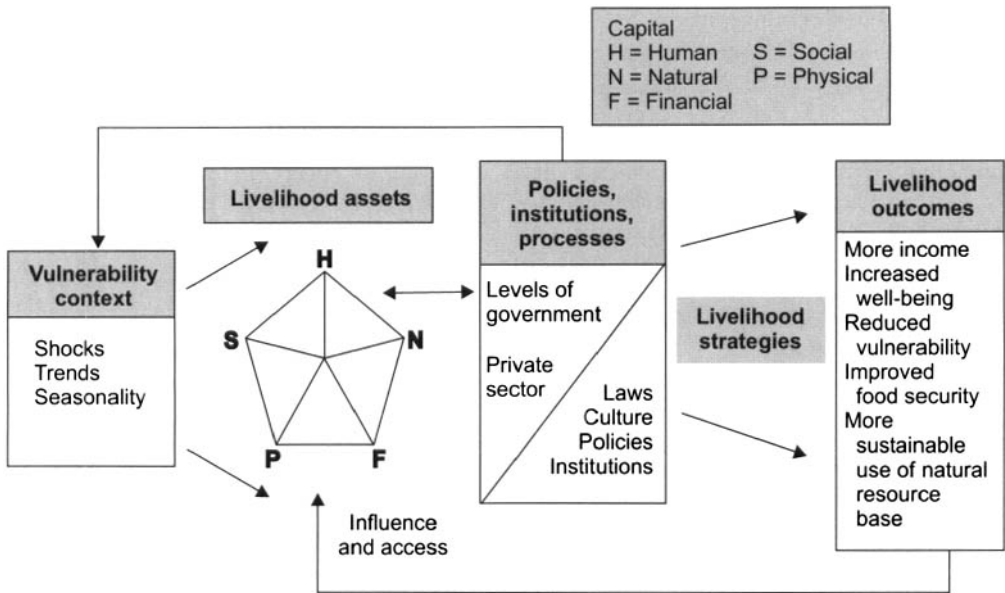 Capital
H = Human S = Social
N = Natural P = Physical
F = Financial
Livelihood assets
Policies,
institutions,
processes
Livelihood
outcomes
Vulnerability
context
Shocks
Trends
Seasonality
H
S
N
P
F
Influence
and access
Levels of
government
Private
sector
Laws
Culture
Policies
Institutions
Livelihood
strategies
More income
Increased
well-being
Reduced
vulnerability
Improved
food security
More
sustainable
use of natural
resource
base